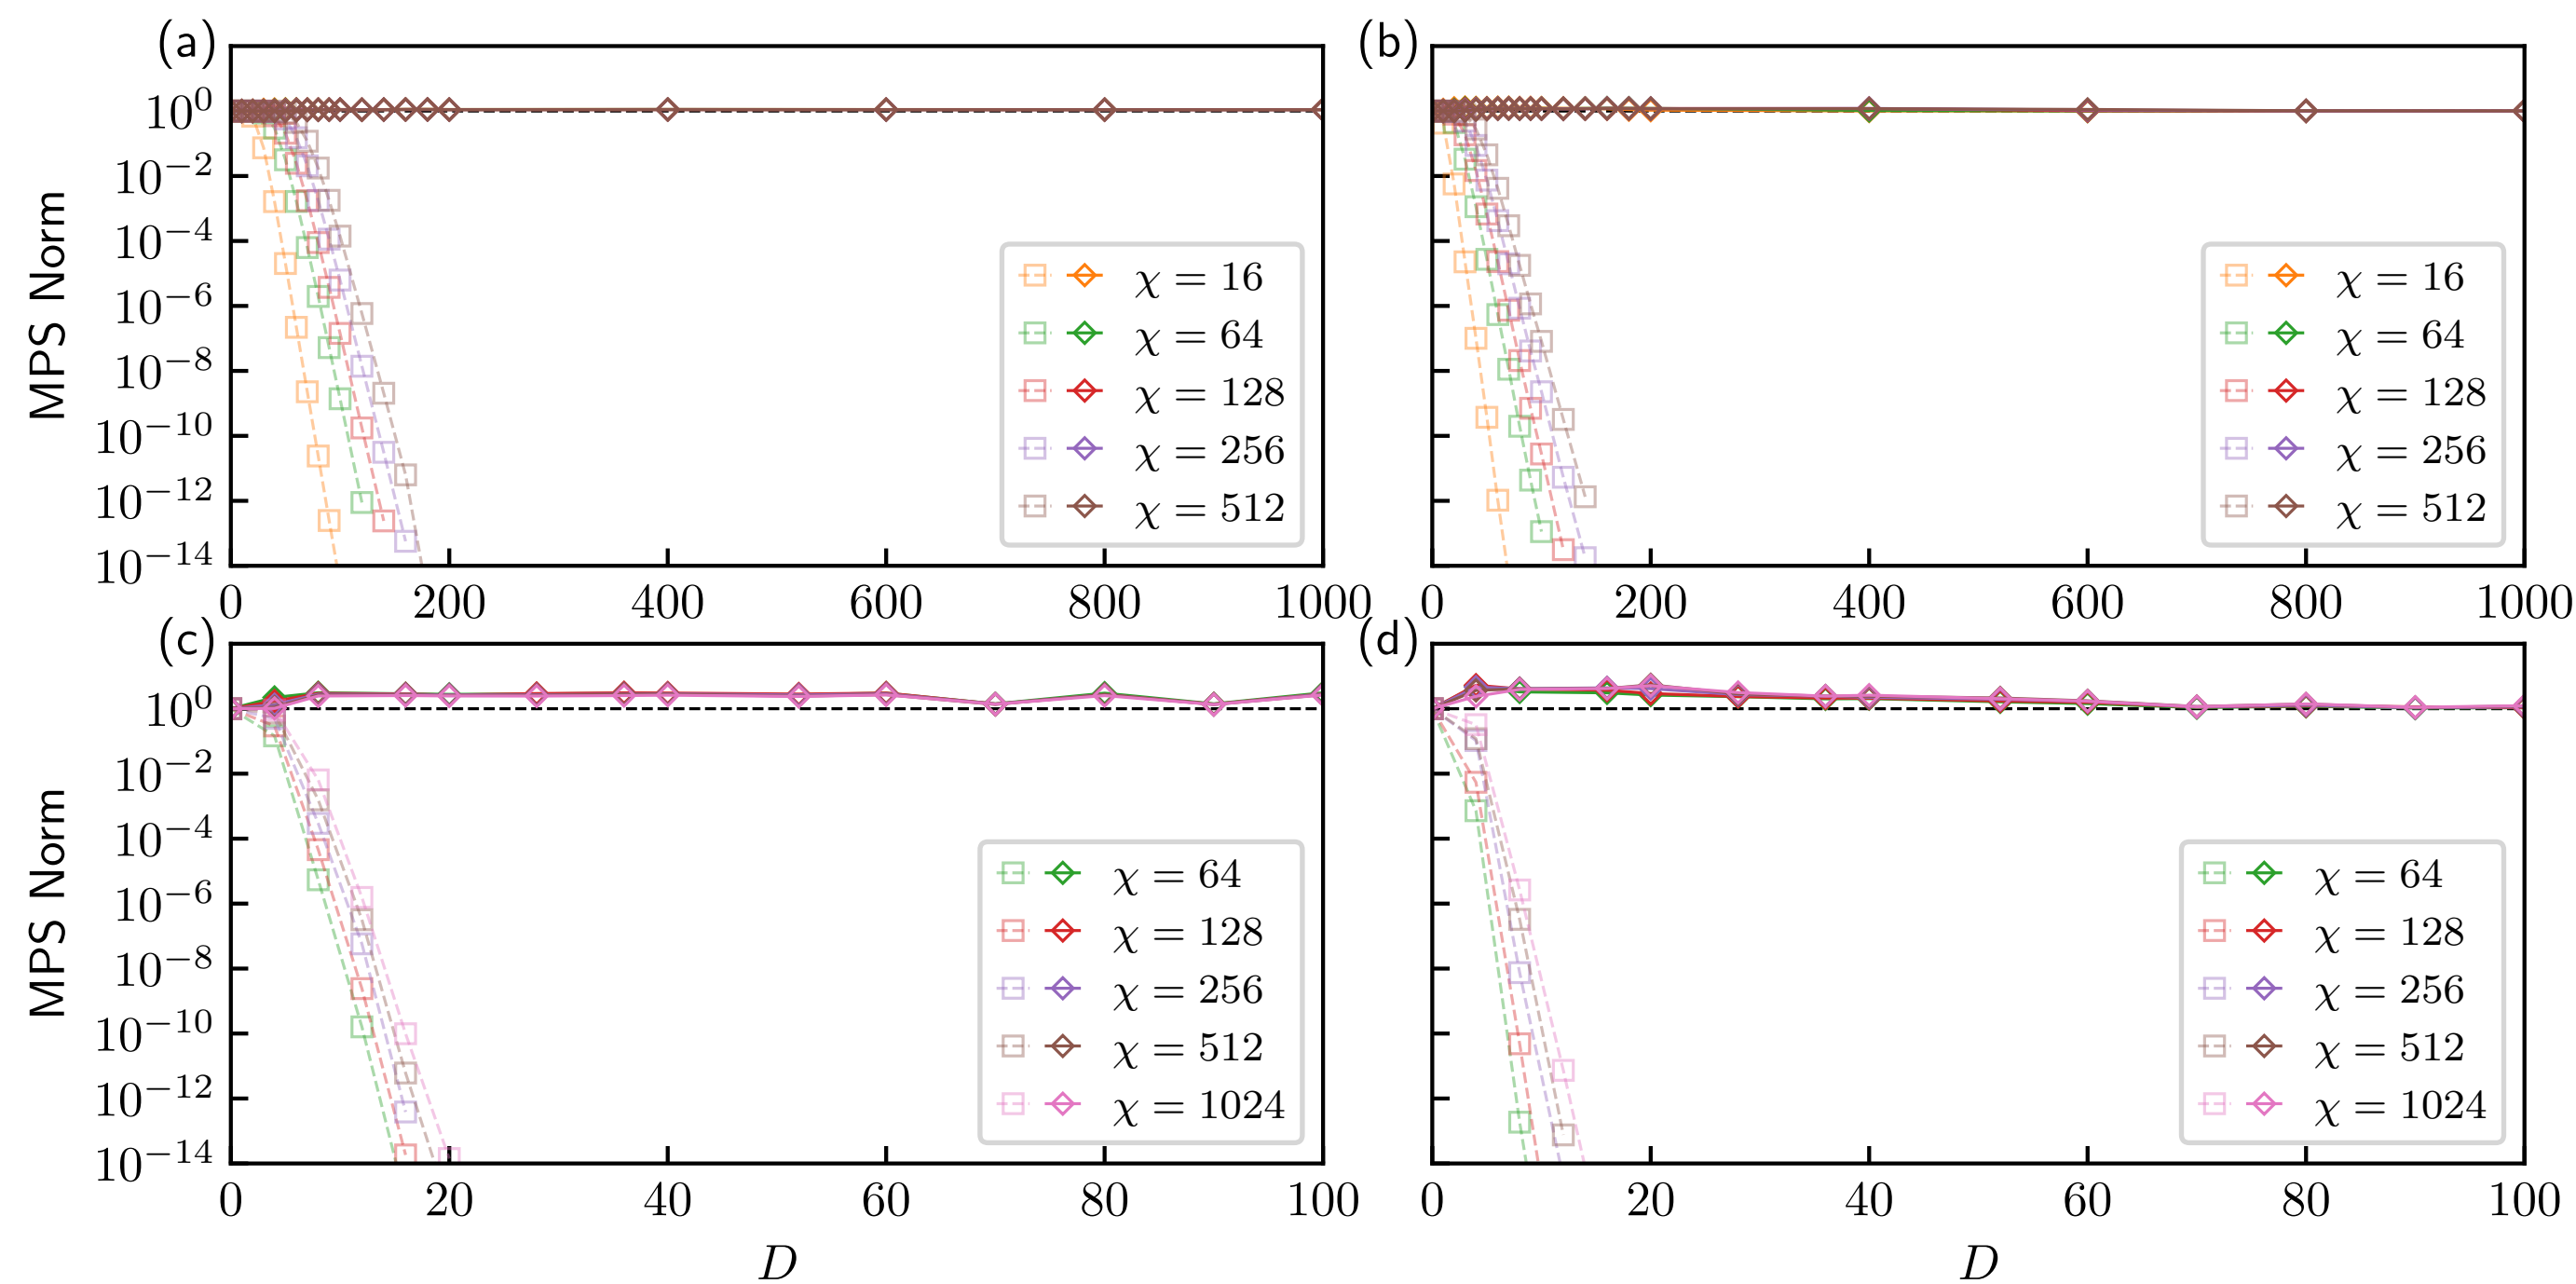 (a)
MPS Norm
10⁰
10⁻²
10⁻⁴
10⁻⁶
10⁻⁸
10⁻¹⁰
10⁻¹²
10⁻¹⁴
0 200 400 600 800 1000
χ = 16
χ = 64
χ = 128
χ = 256
χ = 512
(b)
0 200 400 600 800 1000
χ = 16
χ = 64
χ = 128
χ = 256
χ = 512
(c)
MPS Norm
10⁰
10⁻²
10⁻⁴
10⁻⁶
10⁻⁸
10⁻¹⁰
10⁻¹²
10⁻¹⁴
0 20 40 60 80 100
D
χ = 64
χ = 128
χ = 256
χ = 512
χ = 1024
(d)
0 20 40 60 80 100
D
χ = 64
χ = 128
χ = 256
χ = 512
χ = 1024